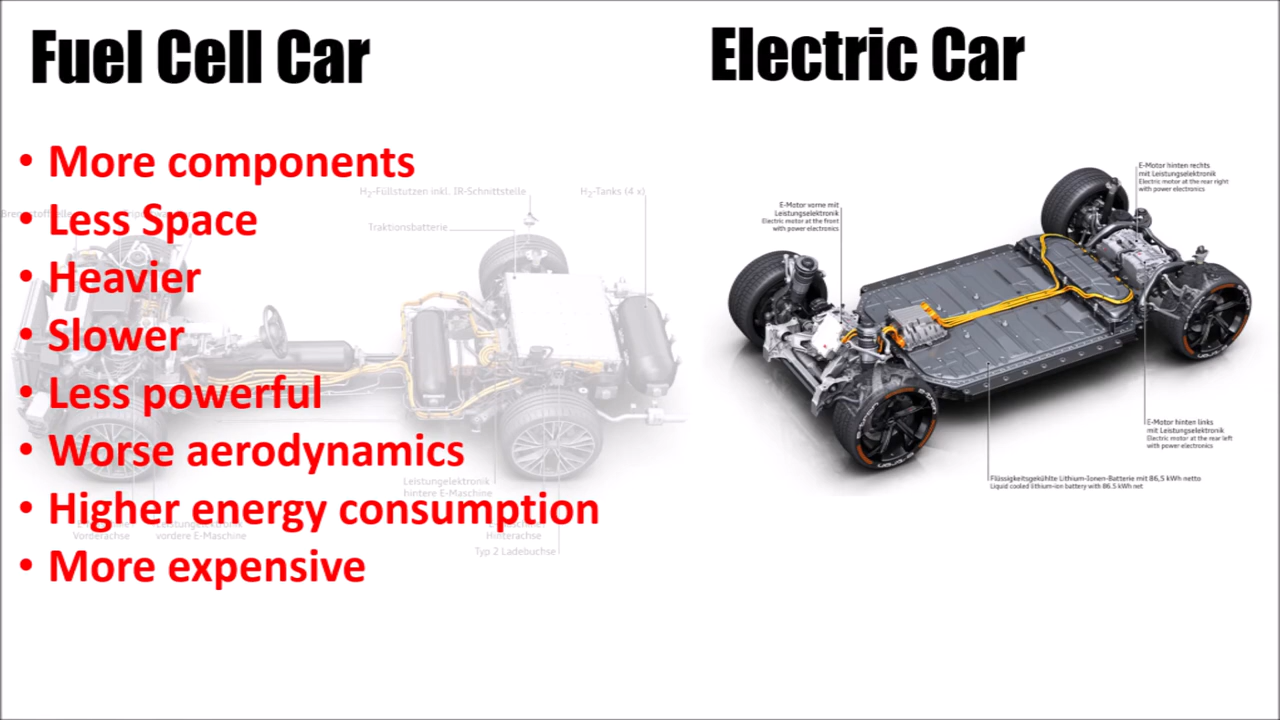 Fuel Cell Car
• More components
• Less Space
• Heavier
• Slower
• Less powerful
• Worse aerodynamics
• Higher energy consumption
• More expensive
H₂-Füllstutzen inkl. IR-Schnittstelle
H₂-Tanks (4 x)
Traktionsbatterie
Leistungselektronik
hintere E-Maschine
Vorderachse
Leistungselektronik
vordere E-Maschine
Hinterachse
Typ 2 Ladebuchse
Electric Car
E-Motor vorne mit
Leistungselektronik
Electric motor at the front
with power electronics
E-Motor hinten rechts
mit Leistungselektronik
Electric motor at the rear right
with power electronics
E-Motor hinten links
mit Leistungselektronik
Electric motor at the rear left
with power electronics
Flüssigkeitsgekühlte Lithium-Ionen-Batterie mit 86,5 kWh netto
Liquid cooled lithium-ion battery with 86.5 kWh net